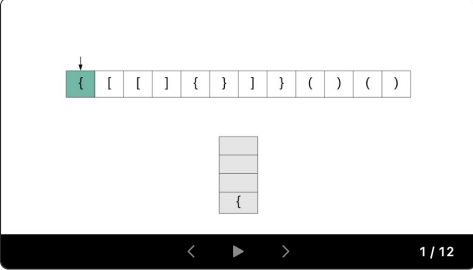 { [ [ ] { } ] } ( ) ( )
{
1 / 12